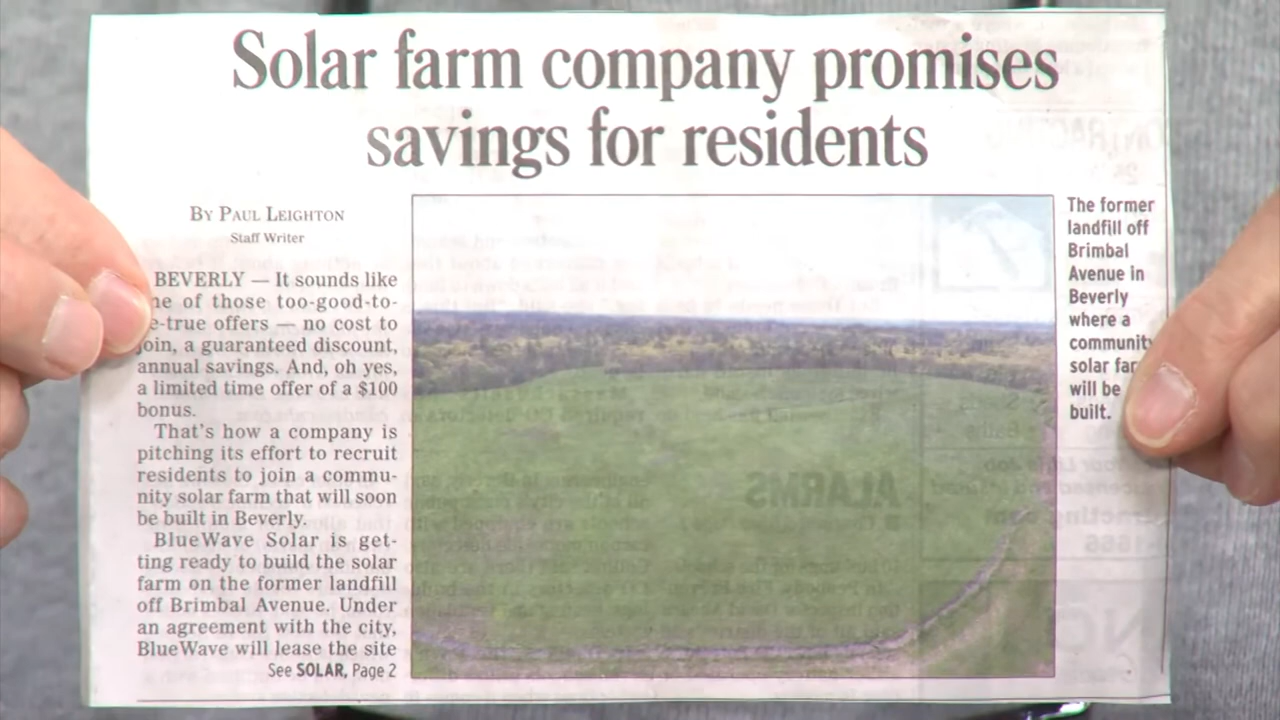 Solar farm company promises
savings for residents
BY PAUL LEIGHTON
Staff Writer
BEVERLY — It sounds like
ne of those too-good-to-
e-true offers — no cost to
join, a guaranteed discount,
annual savings. And, oh yes,
a limited time offer of a $100
bonus.
That's how a company is
pitching its effort to recruit
residents to join a commu-
nity solar farm that will soon
be built in Beverly.
BlueWave Solar is get-
ting ready to build the solar
farm on the former landfill
off Brimbal Avenue. Under
an agreement with the city,
BlueWave will lease the site
See SOLAR, Page 2
The former
landfill off
Brimbal
Avenue in
Beverly
where a
community
solar far
will be
built.
ALARMS